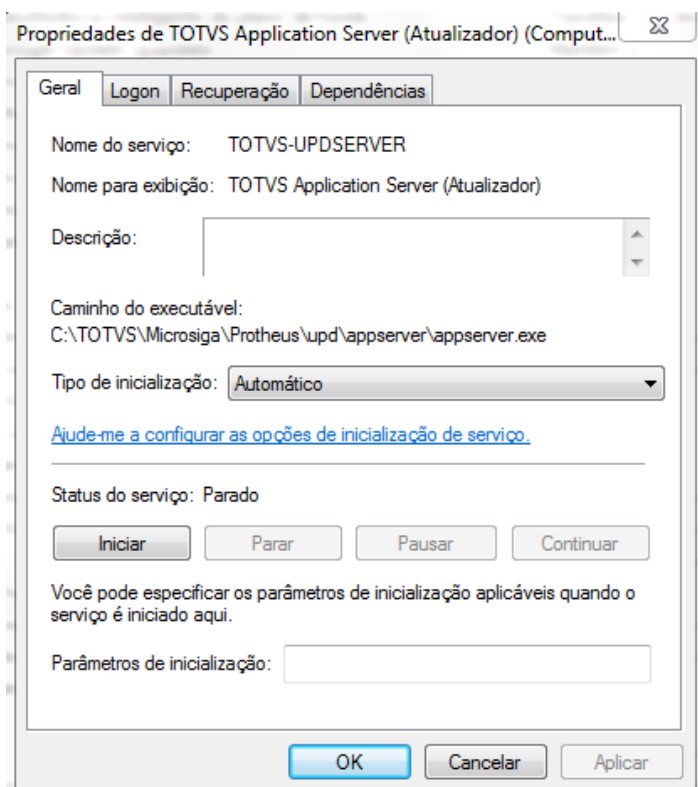 Propriedades de TOTVS Application Server (Atualizador) (Comput...
Geral Logon Recuperação Dependências
Nome do serviço: TOTVS-UPDSERVER
Nome para exibição: TOTVS Application Server (Atualizador)
Descrição:
Caminho do executável:
C:\TOTVS\Microsiga\Protheus\upd\appserver\appserver.exe
Tipo de inicialização: Automático
Ajude-me a configurar as opções de inicialização de serviço.
Status do serviço: Parado
Iniciar Parar Pausar Continuar
Você pode especificar os parâmetros de inicialização aplicáveis quando o
serviço é iniciado aqui.
Parâmetros de inicialização:
OK Cancelar Aplicar